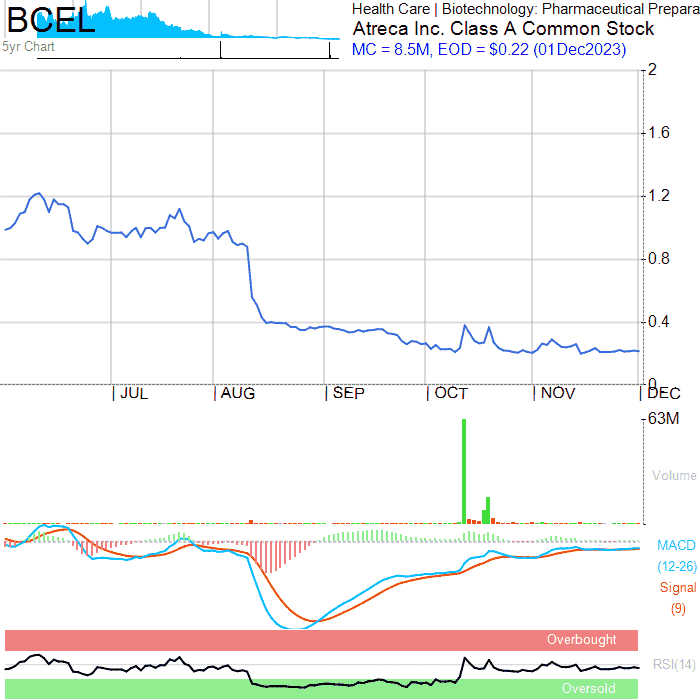 BCEL
Health Care | Biotechnology: Pharmaceutical Prepara
Atreca Inc. Class A Common Stock
5yr Chart
MC = 8.5M, EOD = $0.22 (01Dec2023)
2
1.6
1.2
0.8
0.4
0
JUL
AUG
SEP
OCT
NOV
DEC
63M
Volume
MACD
(12-26)
Signal
(9)
Overbought
RSI(14)
Oversold